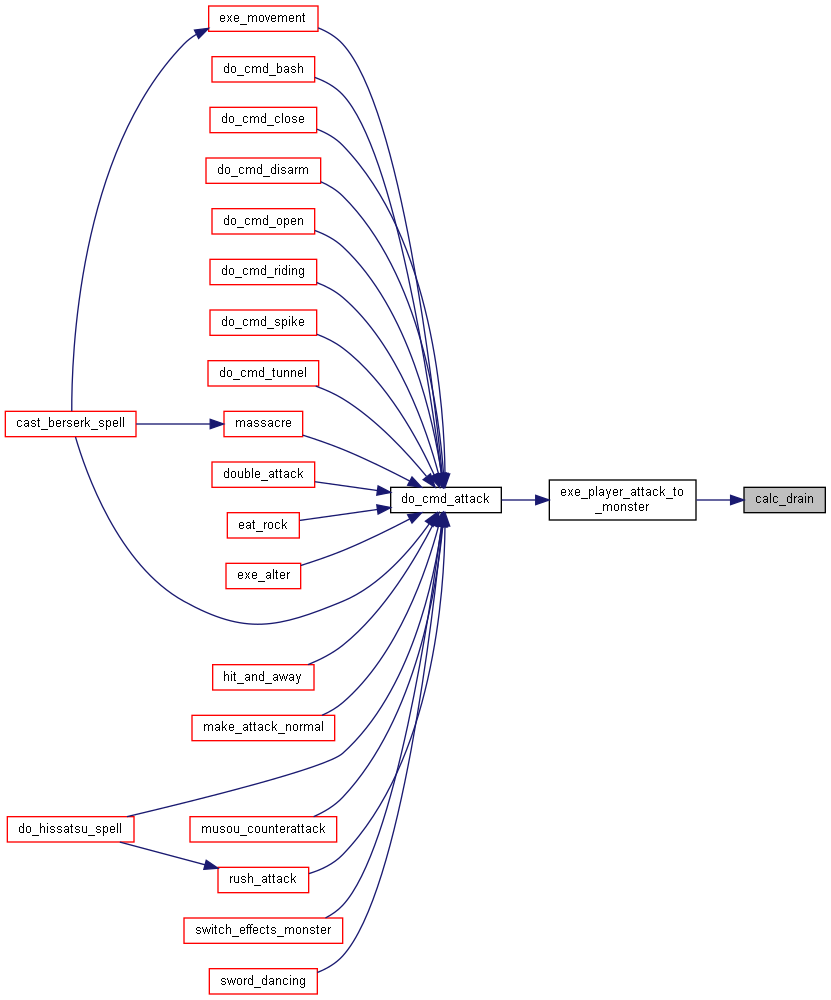 exe_movement
do_cmd_bash
do_cmd_close
do_cmd_disarm
do_cmd_open
do_cmd_riding
do_cmd_spike
do_cmd_tunnel
cast_berserk_spell
massacre
double_attack
do_cmd_attack
exe_player_attack_to
_monster
calc_drain
eat_rock
exe_alter
hit_and_away
make_attack_normal
do_hissatsu_spell
musou_counterattack
rush_attack
switch_effects_monster
sword_dancing